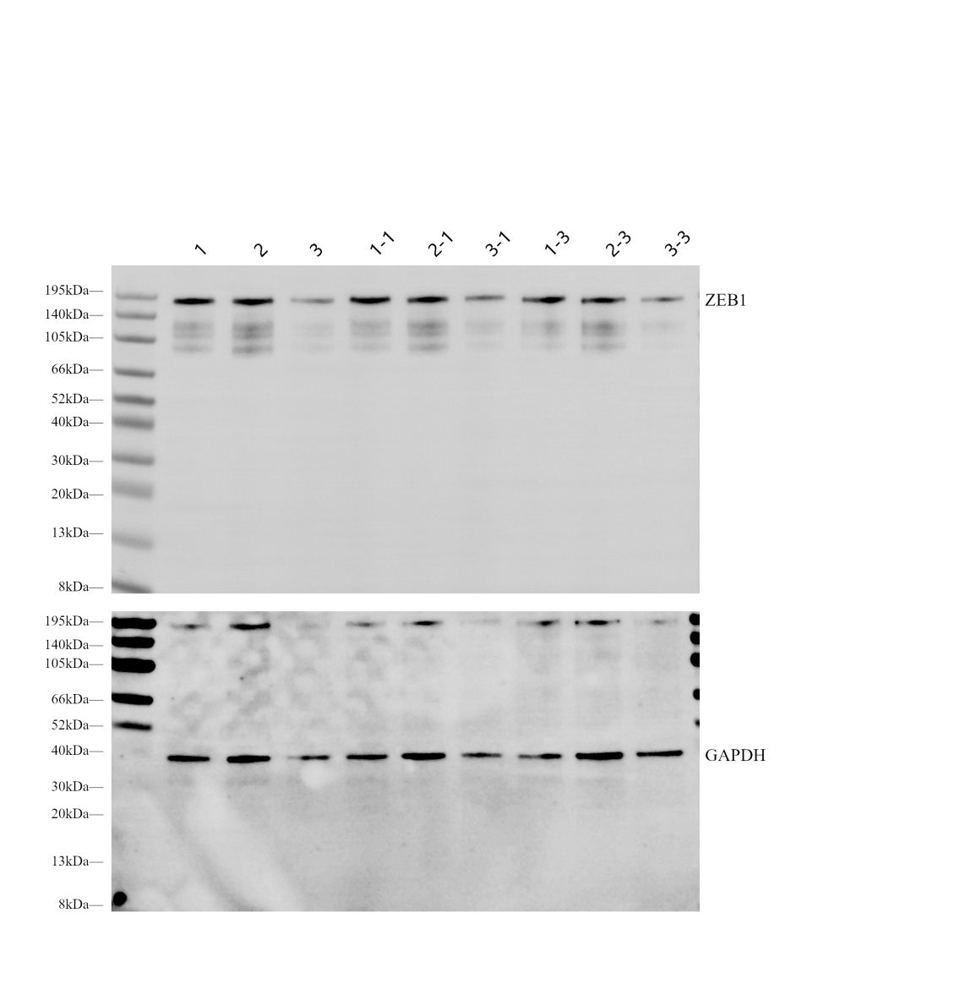 1 2 3 1-1 2-1 3-1 1-3 2-3 3-3
195kDa— ZEB1
140kDa—
105kDa—
66kDa—
52kDa—
40kDa—
30kDa—
20kDa—
13kDa—
8kDa—
195kDa—
140kDa—
105kDa—
66kDa—
52kDa—
40kDa— GAPDH
30kDa—
20kDa—
13kDa—
8kDa—